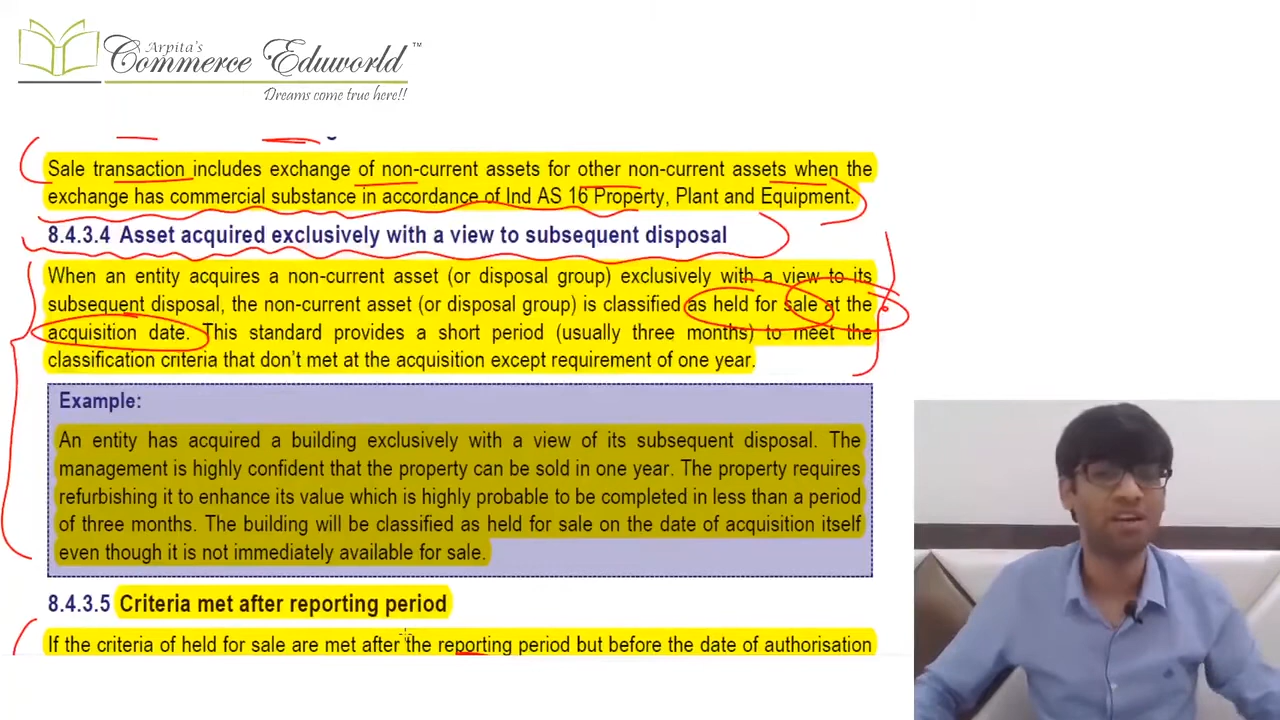 Arpita's
Commerce Eduworld™
Dreams come true here!!
Sale transaction includes exchange of non-current assets for other non-current assets when the
exchange has commercial substance in accordance of Ind AS 16 Property, Plant and Equipment.
8.4.3.4 Asset acquired exclusively with a view to subsequent disposal
When an entity acquires a non-current asset (or disposal group) exclusively with a view to its
subsequent disposal, the non-current asset (or disposal group) is classified as held for sale at the
acquisition date. This standard provides a short period (usually three months) to meet the
classification criteria that don't met at the acquisition except requirement of one year.
Example:
An entity has acquired a building exclusively with a view of its subsequent disposal. The
management is highly confident that the property can be sold in one year. The property requires
refurbishing it to enhance its value which is highly probable to be completed in less than a period
of three months. The building will be classified as held for sale on the date of acquisition itself
even though it is not immediately available for sale.
8.4.3.5 Criteria met after reporting period
If the criteria of held for sale are met after the reporting period but before the date of authorisation